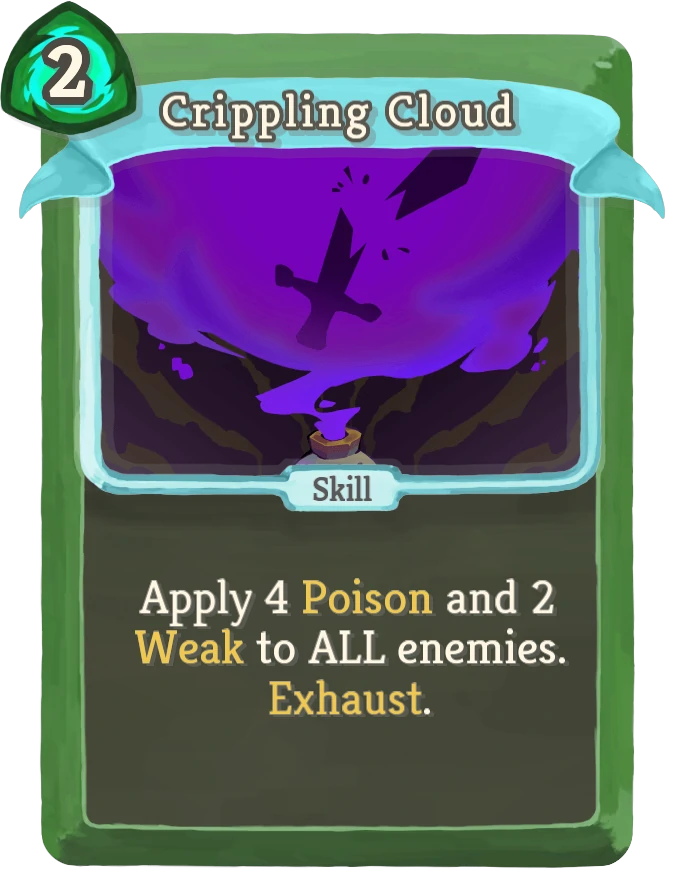 2
Crippling Cloud
Skill
Apply 4 Poison and 2
Weak to ALL enemies.
Exhaust.